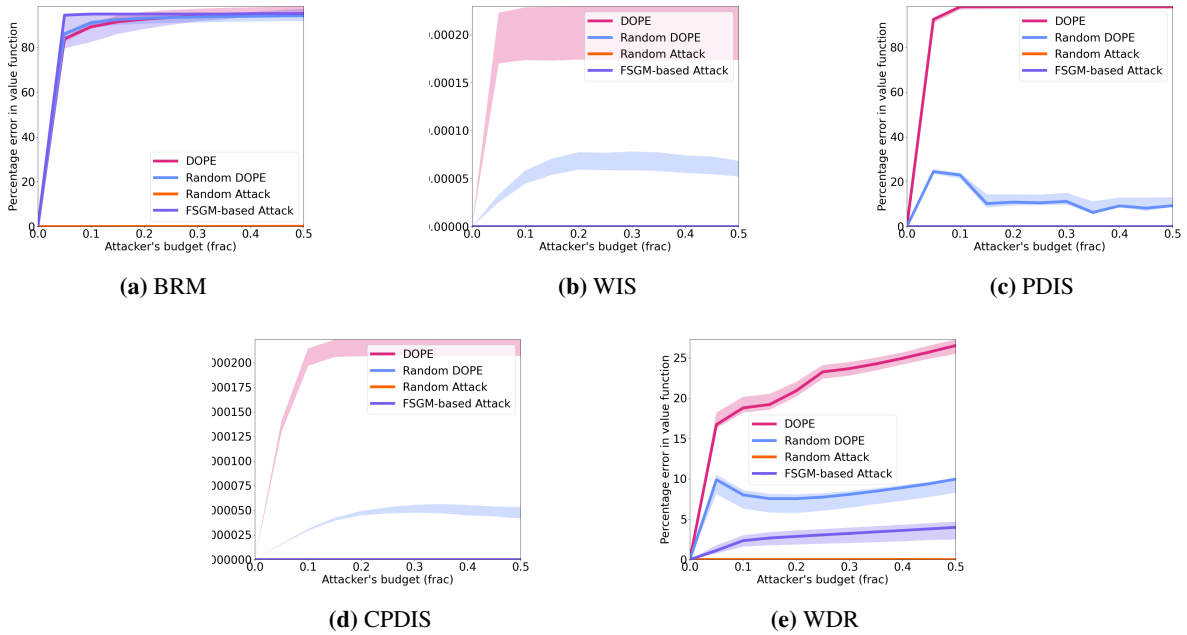 Percentage error in value function
80
60
40
20
0
0.0 0.1 0.2 0.3 0.4 0.5
Attacker's budget (frac)
DOPE
Random DOPE
Random Attack
FSGM-based Attack
(a) BRM
0.00020
0.00015
0.00010
0.00005
0.00000
0.0 0.1 0.2 0.3 0.4 0.5
Attacker's budget (frac)
DOPE
Random DOPE
Random Attack
FSGM-based Attack
(b) WIS
Percentage error in value function
80
60
40
20
0
0.0 0.1 0.2 0.3 0.4 0.5
Attacker's budget (frac)
DOPE
Random DOPE
Random Attack
FSGM-based Attack
(c) PDIS
000200
000175
000150
000125
000100
000075
000050
000025
000000
0.0 0.1 0.2 0.3 0.4 0.5
Attacker's budget (frac)
DOPE
Random DOPE
Random Attack
FSGM-based Attack
(d) CPDIS
Percentage error in value function
25
20
15
10
5
0
0.0 0.1 0.2 0.3 0.4 0.5
Attacker's budget (frac)
DOPE
Random DOPE
Random Attack
FSGM-based Attack
(e) WDR